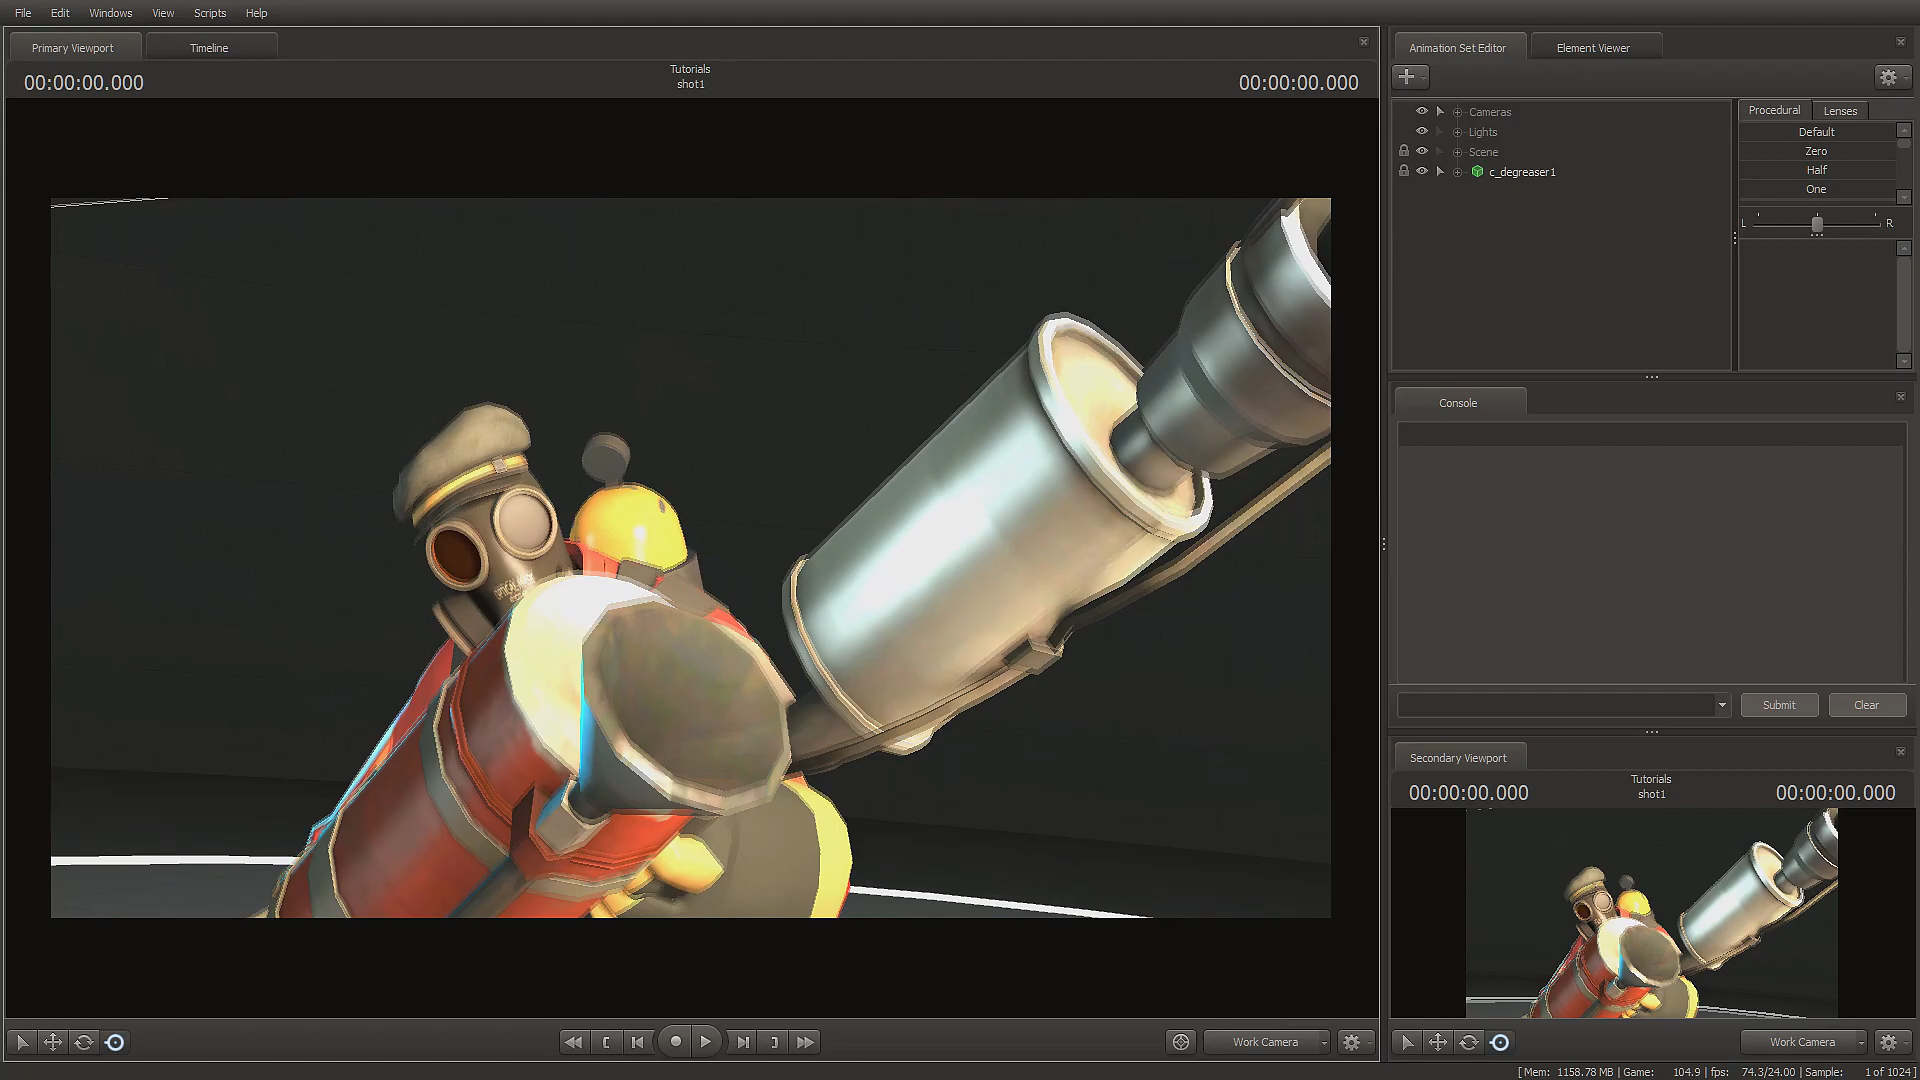 File Edit Windows View Scripts Help
Primary Viewport Timeline
00:00:00.000
Tutorials
shot1
00:00:00.000
Animation Set Editor Element Viewer
Cameras
Lights
Scene
c_degreaser1
Procedural Lenses
Default
Zero
Half
One
L R
Console
Submit Clear
Secondary Viewport
00:00:00.000
Tutorials
shot1
00:00:00.000
Work Camera
Work Camera
[ Mem: 1158.78 MB | Game: 104.9 | fps: 74.3/24.00 | Sample: 1 of 1024 ]